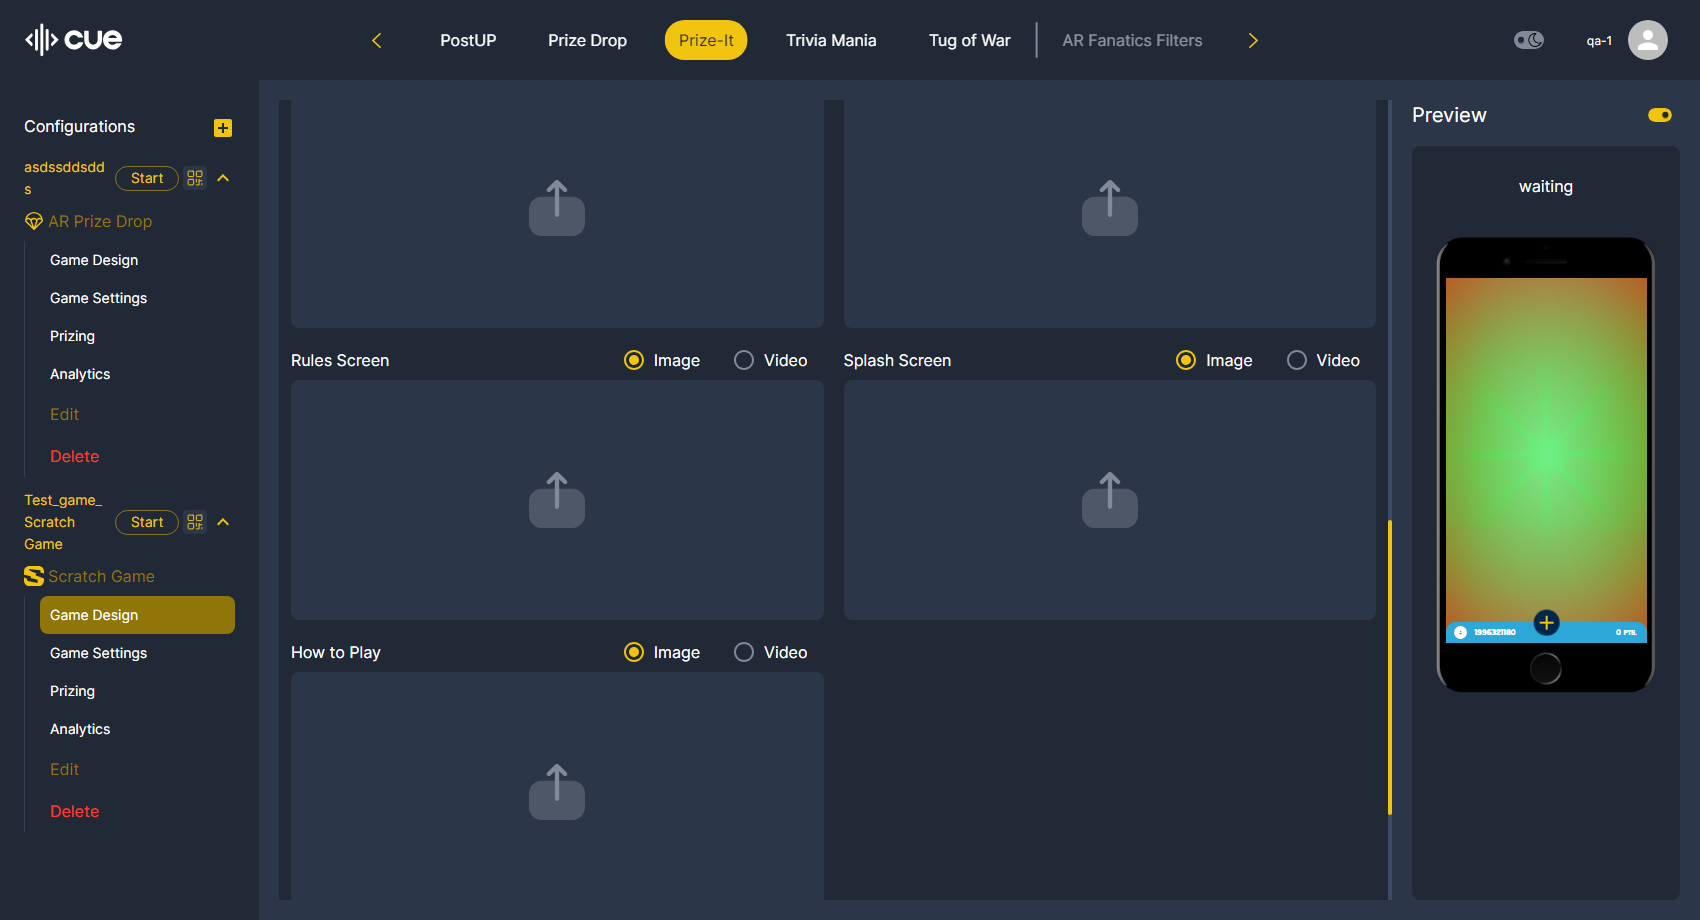 cue
PostUP
Prize Drop
Prize-It
Trivia Mania
Tug of War
AR Fanatics Filters
qa-1
Configurations
asdssddsdd
s
Start
AR Prize Drop
Game Design
Game Settings
Prizing
Analytics
Edit
Delete
Test_game_
Scratch
Game
Start
Scratch Game
Game Design
Game Settings
Prizing
Analytics
Edit
Delete
Rules Screen
Image
Video
Splash Screen
Image
Video
How to Play
Image
Video
Preview
waiting
1996321180
0 PTS.